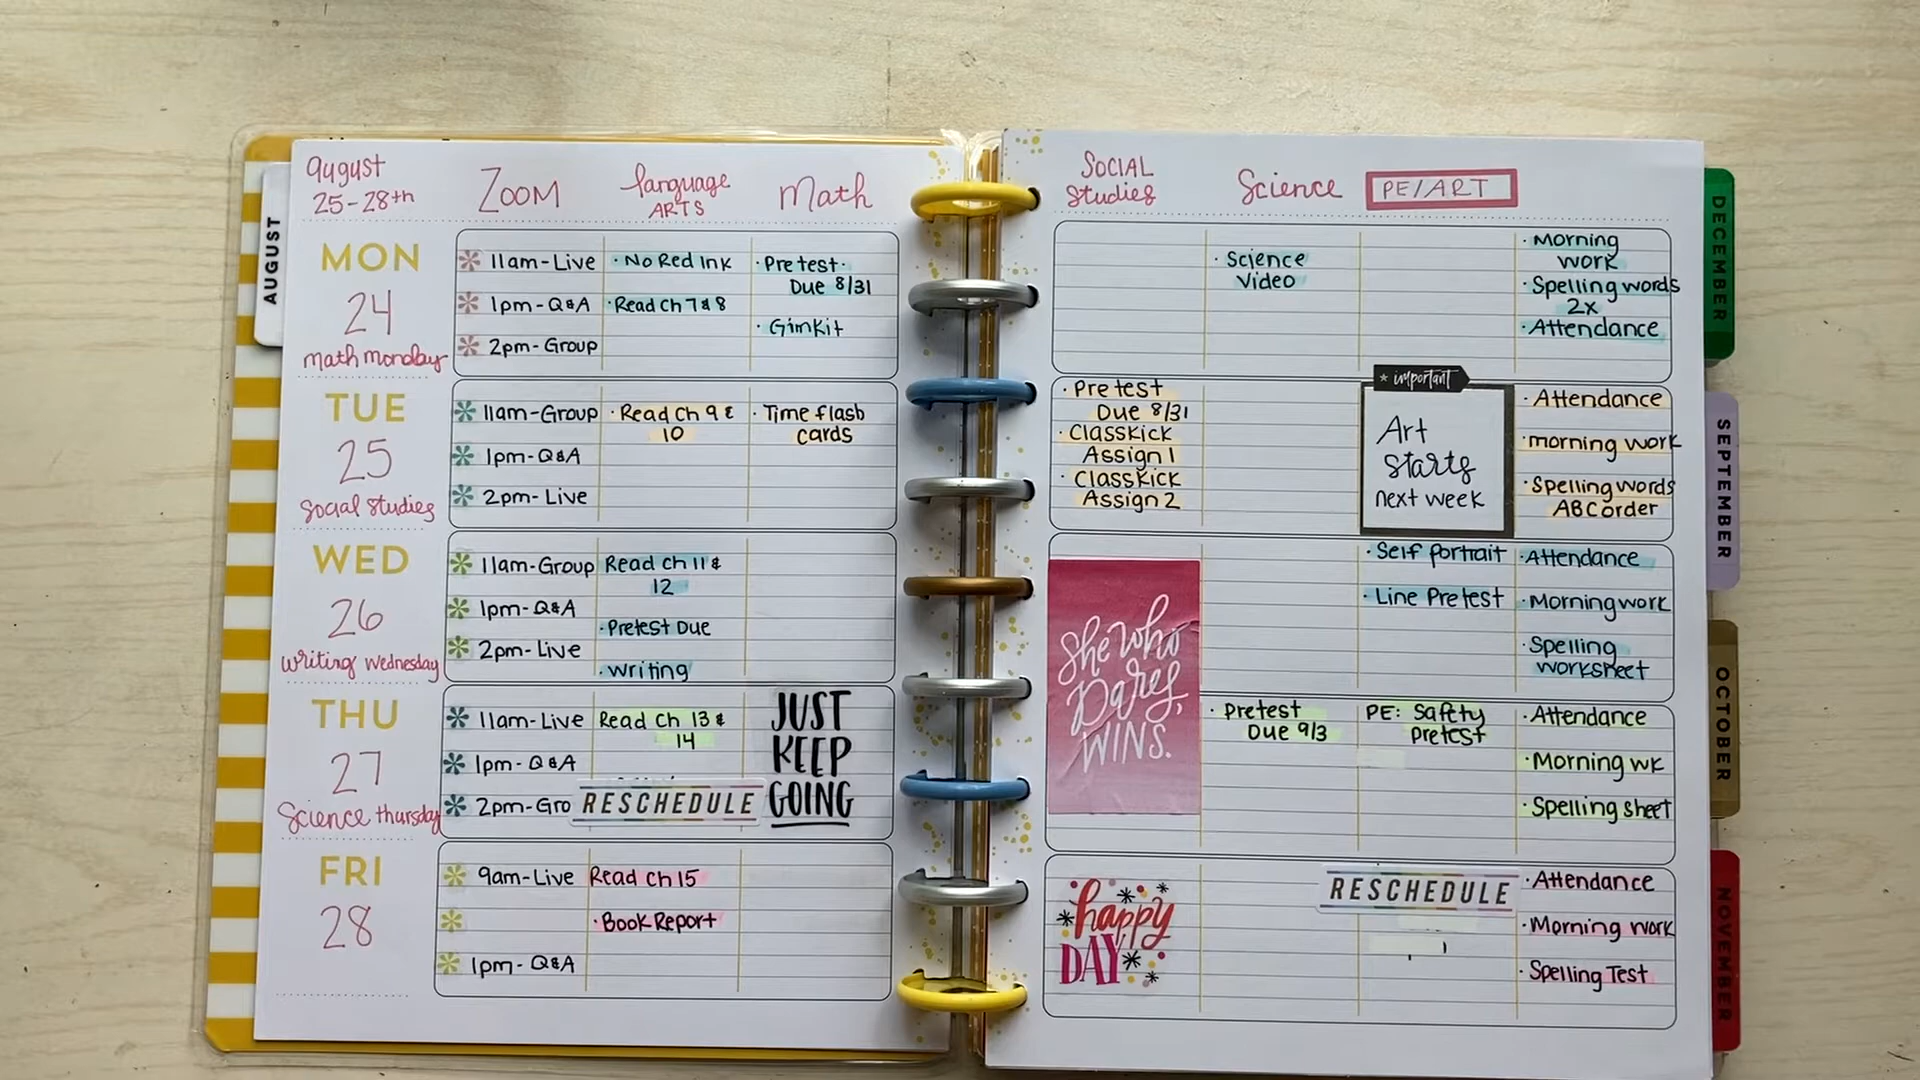 August
25-28th
ZOOM
language
ARTS
Math
AUGUST
MON
24
math monday
11am-Live
1pm-Q&A
2pm-Group
· No Red Ink
· Read Ch 7 & 8
· Pretest·
Due 8/31
· Gimkit
TUE
25
Social Studies
11am-Group
1pm-Q&A
2pm-Live
· Read Ch 9 &
10
· Time flash
cards
WED
26
writing Wednesday
11am-Group
1pm-Q&A
2pm-Live
Read Ch 11 &
12
· Pretest Due
· Writing
THU
27
Science thursday
11am-Live
1pm-Q&A
2pm-Gro
Read Ch 13 &
14
RESCHEDULE
JUST
KEEP
GOING
FRI
28
9am-Live
1pm-Q&A
Read Ch 15
· Book Report
SOCIAL
Studies
Science
PE/ART
· Science
Video
· Morning
work
· Spelling words
2x
· Attendance
· Pretest
Due 8/31
· Classkick
Assign 1
· Classkick
Assign 2
important
Art
starts
next week
· Attendance
· morning work
· Spelling words
ABC order
She who
Dares,
WINS.
· Self portrait
· Line Pretest
· Attendance
· Morning work
· Spelling
worksheet
· Pretest
Due 9/3
PE: Safety
pretest
· Attendance
· Morning wk
· Spelling sheet
happy
DAY
RESCHEDULE
· Attendance
· Morning work
· Spelling Test
DECEMBER
SEPTEMBER
OCTOBER
NOVEMBER